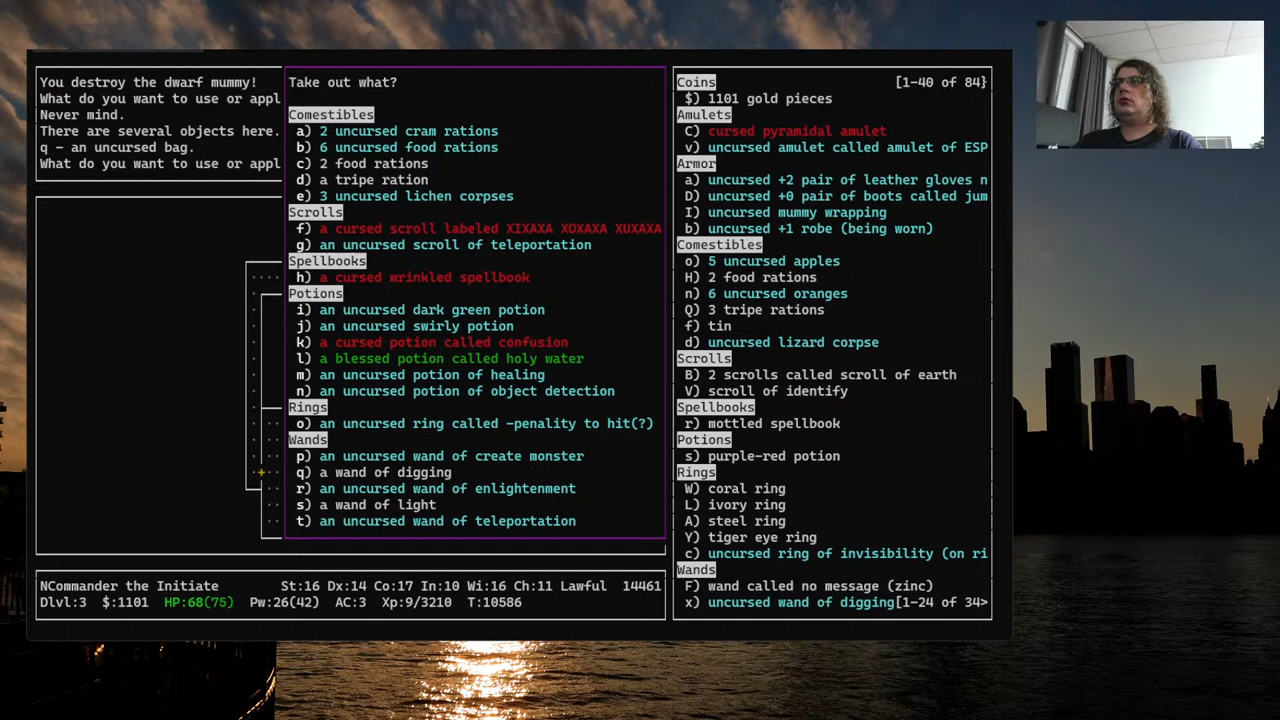 You destroy the dwarf mummy!
What do you want to use or appl
Never mind.
There are several objects here.
q - an uncursed bag.
What do you want to use or appl
Take out what?
Comestibles
a) 2 uncursed cram rations
b) 6 uncursed food rations
c) 2 food rations
d) a tripe ration
e) 3 uncursed lichen corpses
Scrolls
f) a cursed scroll labeled XIXAXA XOXAXA XUXAXA
g) an uncursed scroll of teleportation
Spellbooks
h) a cursed wrinkled spellbook
Potions
i) an uncursed dark green potion
j) an uncursed swirly potion
k) a cursed potion called confusion
l) a blessed potion called holy water
m) an uncursed potion of healing
n) an uncursed potion of object detection
Rings
o) an uncursed ring called -penality to hit(?)
Wands
p) an uncursed wand of create monster
q) a wand of digging
r) an uncursed wand of enlightenment
s) a wand of light
t) an uncursed wand of teleportation
Coins [1-40 of 84}
$) 1101 gold pieces
Amulets
C) cursed pyramidal amulet
v) uncursed amulet called amulet of ESP
Armor
a) uncursed +2 pair of leather gloves n
D) uncursed +0 pair of boots called jum
I) uncursed mummy wrapping
b) uncursed +1 robe (being worn)
Comestibles
o) 5 uncursed apples
H) 2 food rations
n) 6 uncursed oranges
Q) 3 tripe rations
f) tin
d) uncursed lizard corpse
Scrolls
B) 2 scrolls called scroll of earth
V) scroll of identify
Spellbooks
r) mottled spellbook
Potions
s) purple-red potion
Rings
W) coral ring
L) ivory ring
A) steel ring
Y) tiger eye ring
c) uncursed ring of invisibility (on ri
Wands
F) wand called no message (zinc)
x) uncursed wand of digging[1-24 of 34>
NCommander the Initiate St:16 Dx:14 Co:17 In:10 Wi:16 Ch:11 Lawful 14461
Dlvl:3 $:1101 HP:68(75) Pw:26(42) AC:3 Xp:9/3210 T:10586